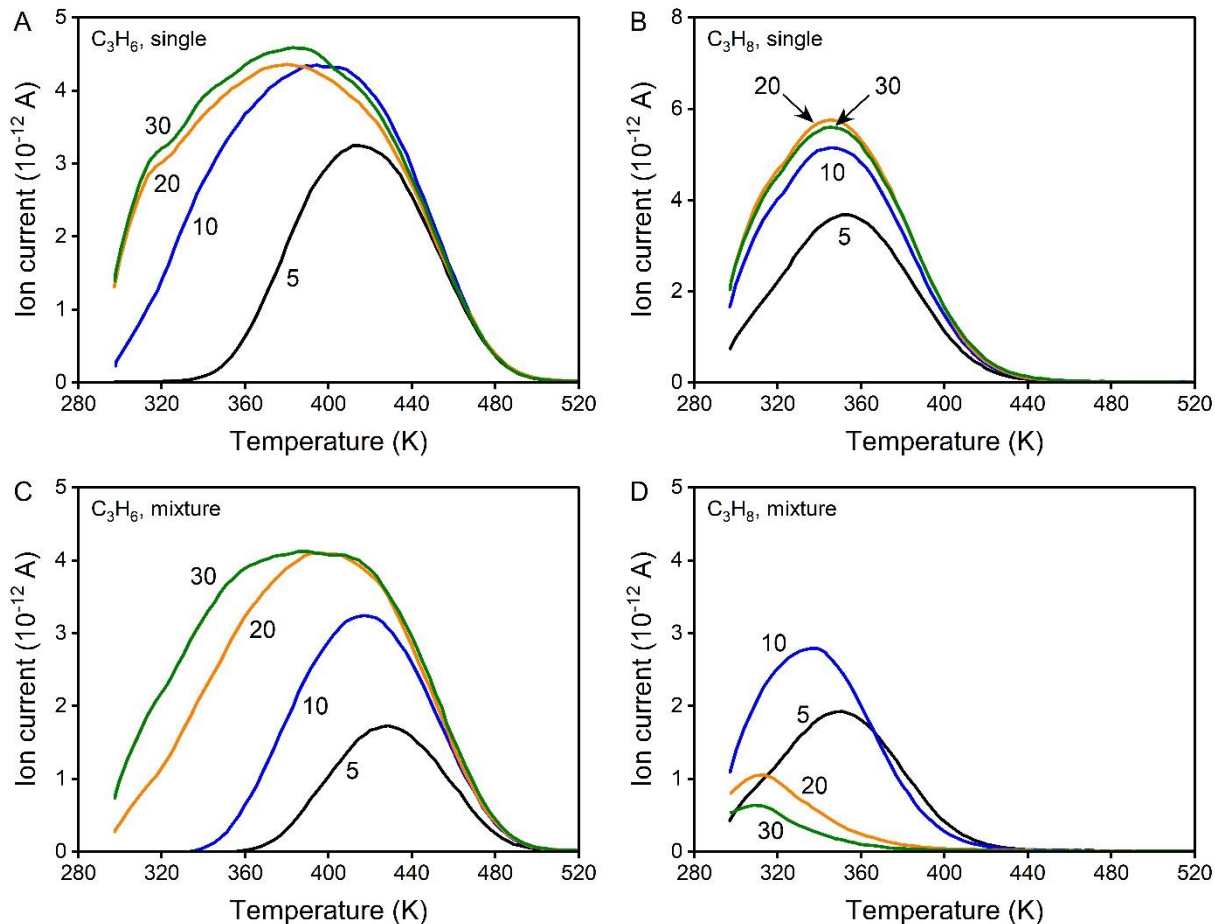 A
C3H6, single
5
4
3
2
1
0
Ion current (10-12 A)
30
20
10
5
280 320 360 400 440 480 520
Temperature (K)
B
C3H8, single
8
6
4
2
0
Ion current (10-12 A)
20 30
10
5
280 320 360 400 440 480 520
Temperature (K)
C
C3H6, mixture
5
4
3
2
1
0
Ion current (10-12 A)
30
20
10
5
280 320 360 400 440 480 520
Temperature (K)
D
C3H8, mixture
5
4
3
2
1
0
Ion current (10-12 A)
10
5
20
30
280 320 360 400 440 480 520
Temperature (K)